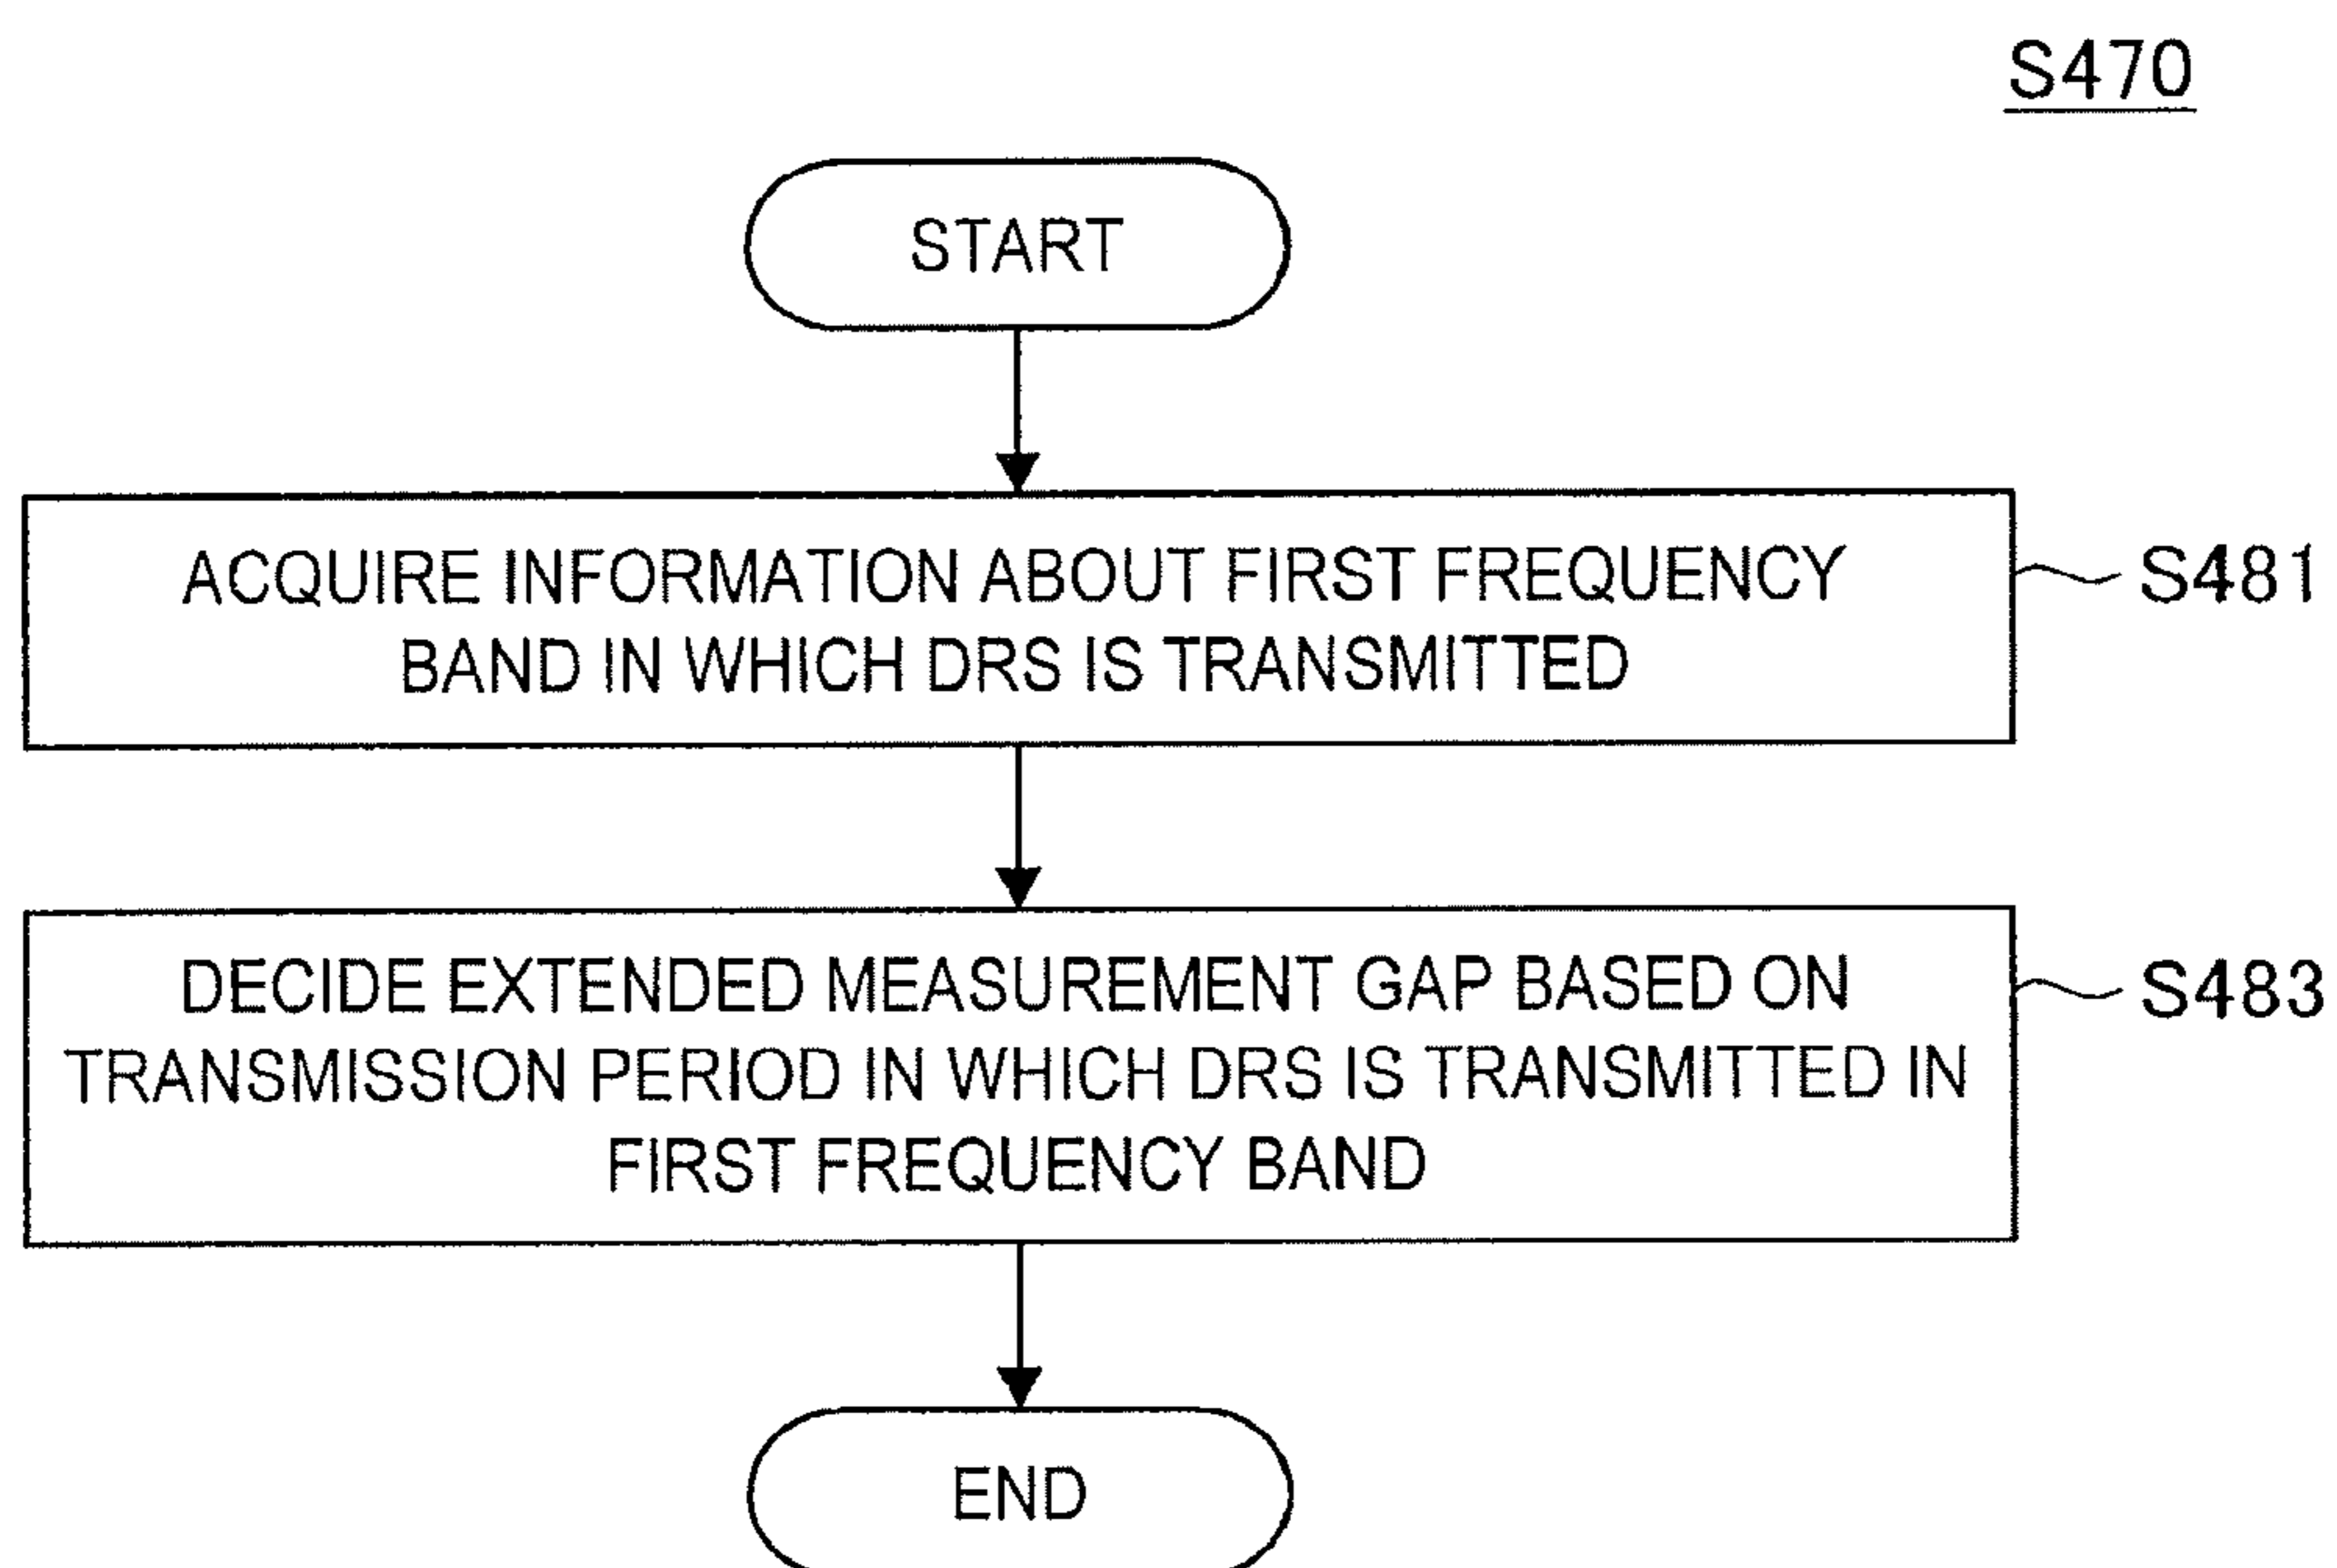 S470
START
ACQUIRE INFORMATION ABOUT FIRST FREQUENCY
BAND IN WHICH DRS IS TRANSMITTED
S481
DECIDE EXTENDED MEASUREMENT GAP BASED ON
TRANSMISSION PERIOD IN WHICH DRS IS TRANSMITTED IN
FIRST FREQUENCY BAND
S483
END